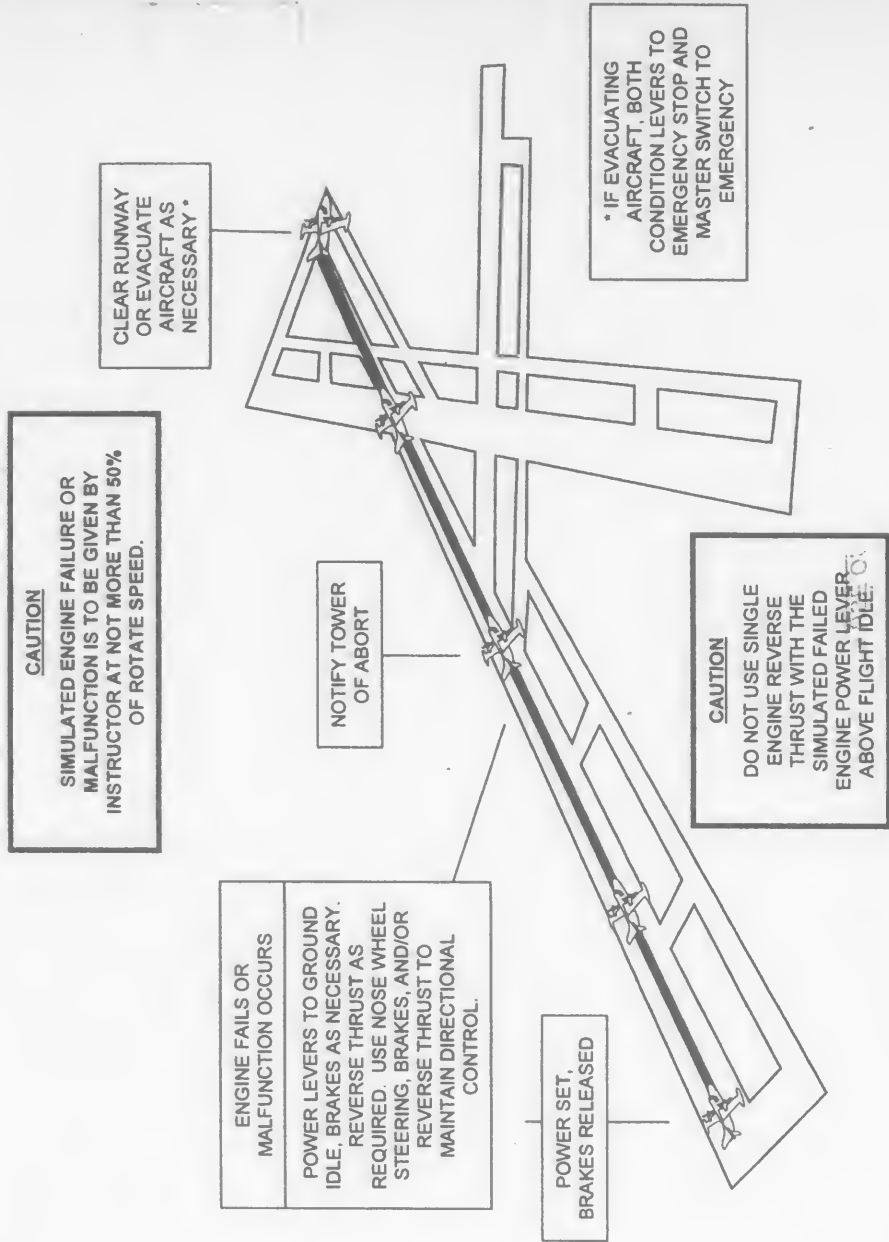 CAUTION
SIMULATED ENGINE FAILURE OR
MALFUNCTION IS TO BE GIVEN BY
INSTRUCTOR AT NOT MORE THAN 50%
OF ROTATE SPEED.
CLEAR RUNWAY
OR EVACUATE
AIRCRAFT AS
NECESSARY *
NOTIFY TOWER
OF ABORT
ENGINE FAILS OR
MALFUNCTION OCCURS
POWER LEVERS TO GROUND
IDLE, BRAKES AS NECESSARY.
REVERSE THRUST AS
REQUIRED. USE NOSE WHEEL
STEERING, BRAKES, AND/OR
REVERSE THRUST TO
MAINTAIN DIRECTIONAL
CONTROL.
POWER SET,
BRAKES RELEASED
CAUTION
DO NOT USE SINGLE
ENGINE REVERSE
THRUST WITH THE
SIMULATED FAILED
ENGINE POWER LEVER
ABOVE FLIGHT IDLE.
* IF EVACUATING
AIRCRAFT, BOTH
CONDITION LEVERS TO
EMERGENCY STOP AND
MASTER SWITCH TO
EMERGENCY